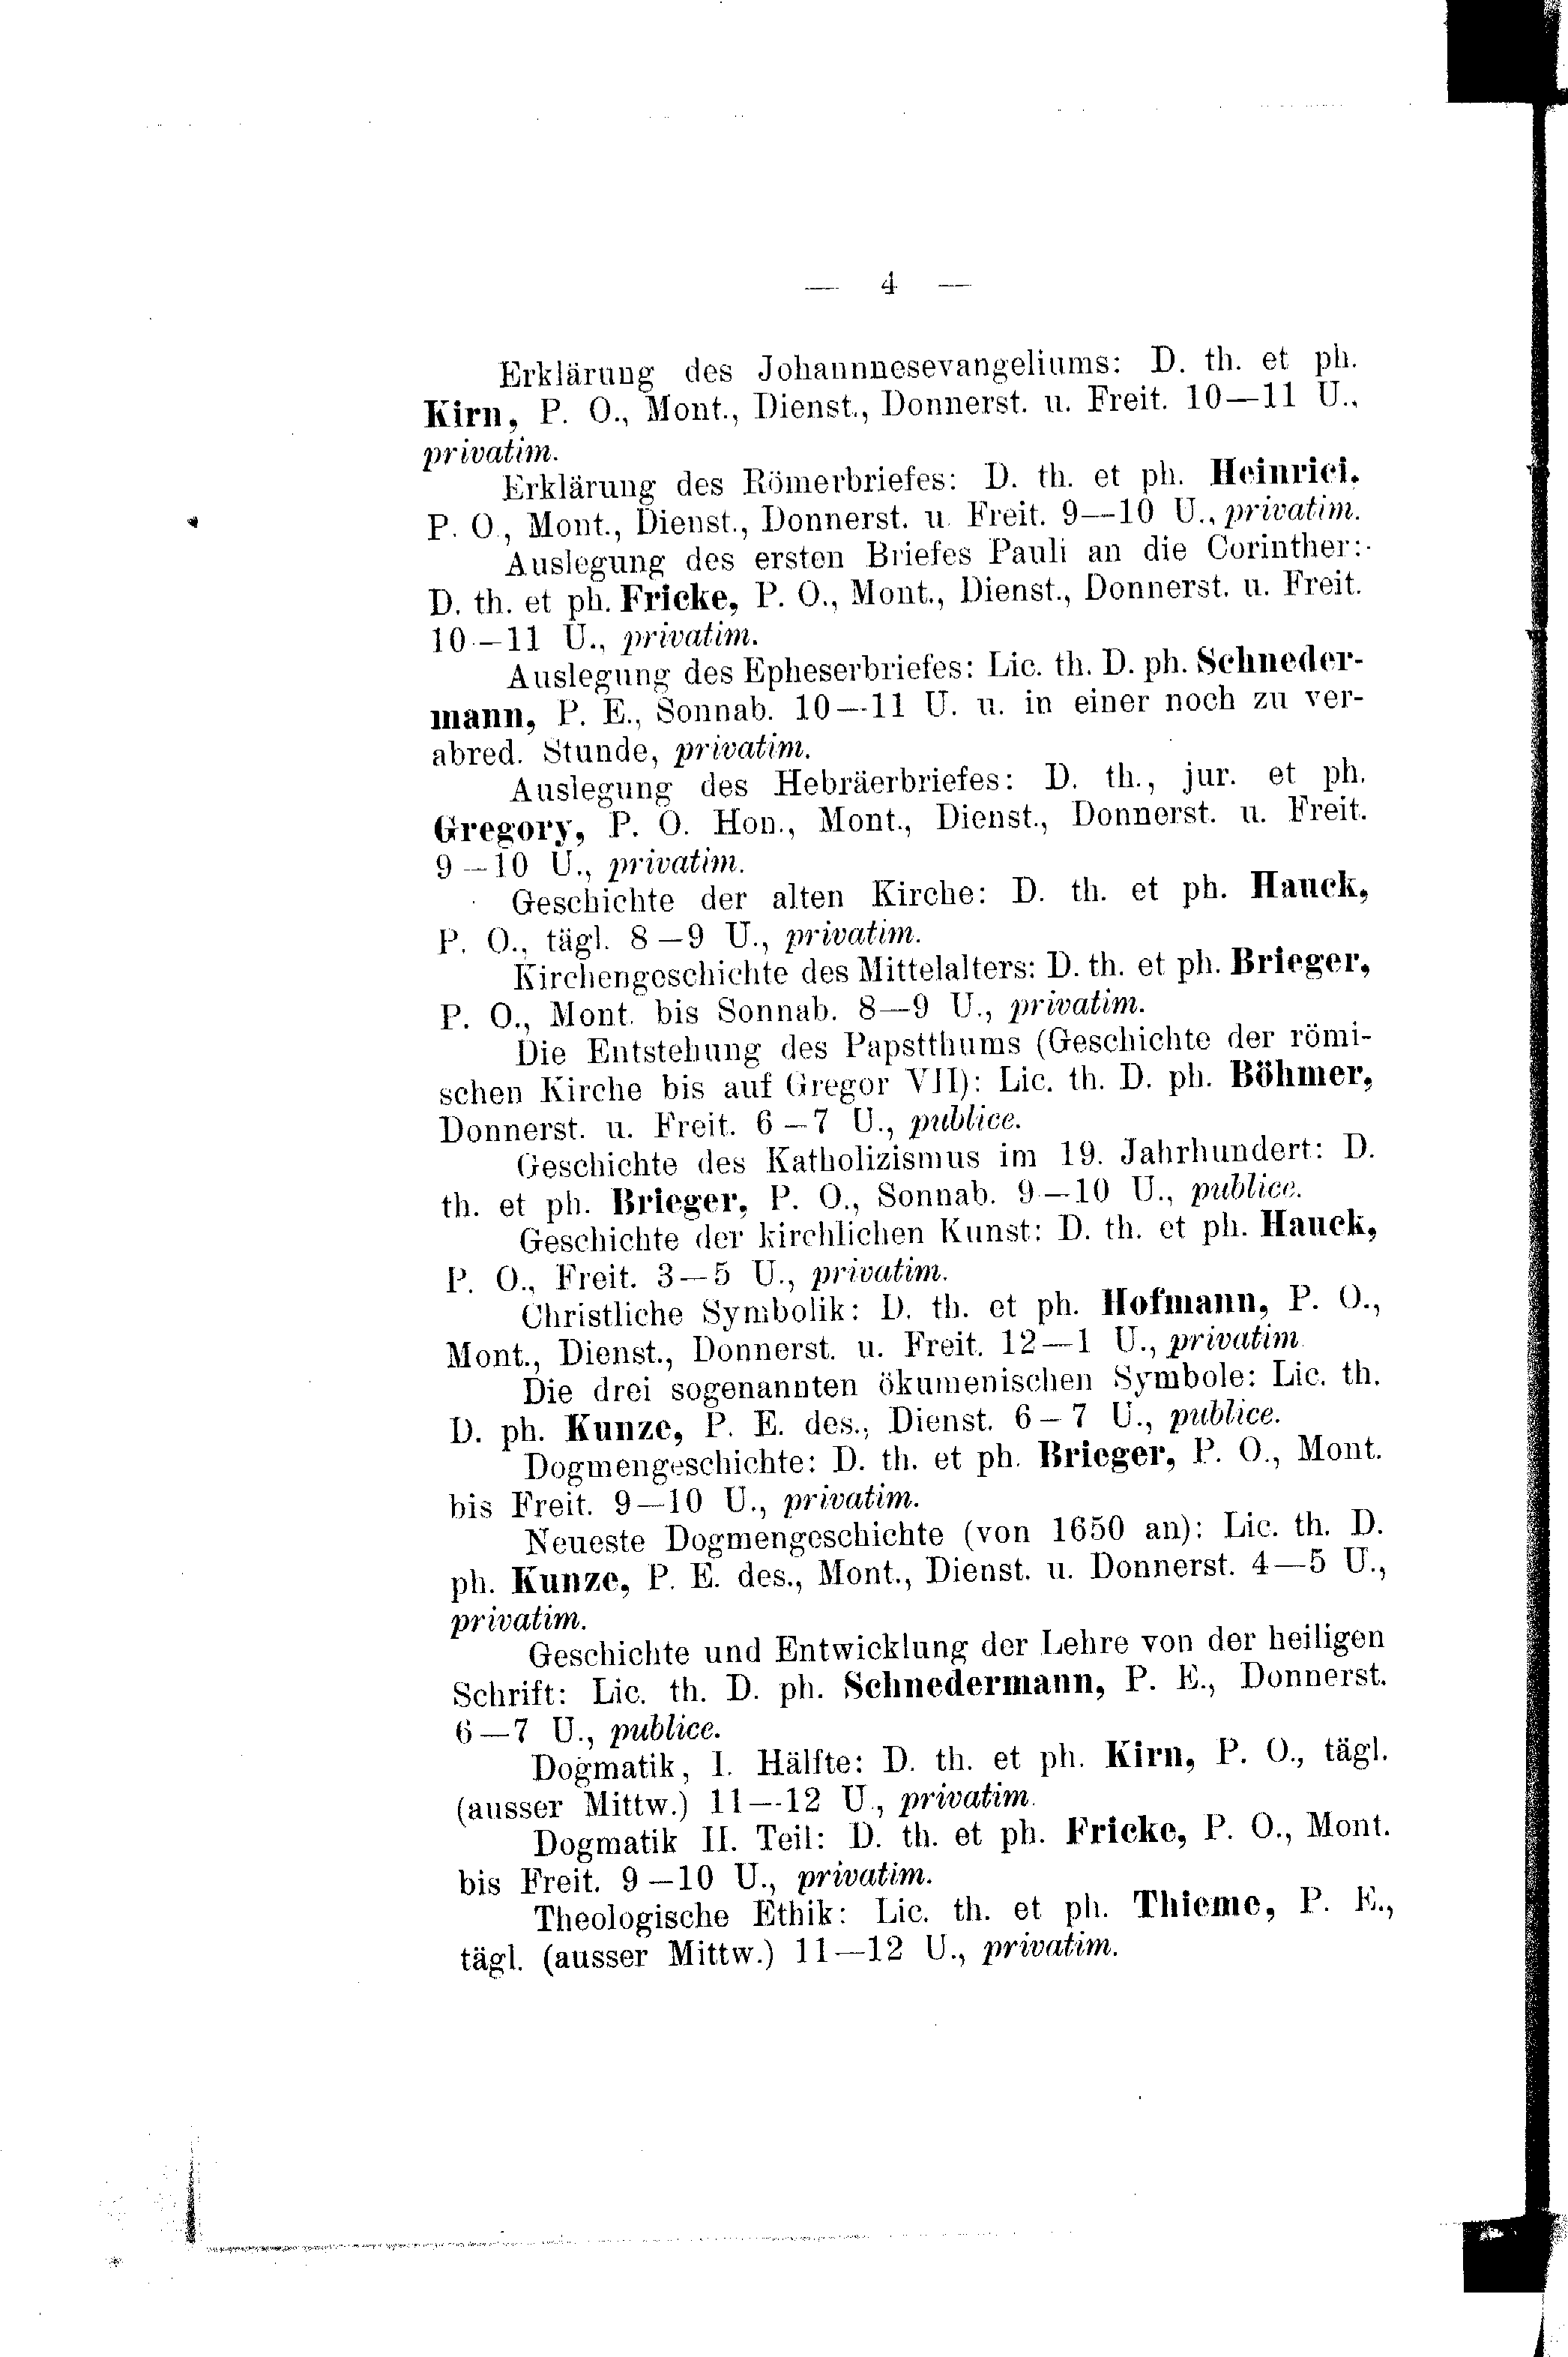 — 4 —
Erklärung des Johannnesevangeliums: D. th. et ph.
Kirn, P. O., Mont., Dienst., Donnerst. u. Freit. 10—11 U.,
privatim.
Erklärung des Römerbriefes: D. th. et ph. Heinrici,
P. O., Mont., Dienst., Donnerst. u. Freit. 9—10 U., privatim.
Auslegung des ersten Briefes Pauli an die Corinther:
D. th. et ph. Fricke, P. O., Mont., Dienst., Donnerst. u. Freit.
10—11 U., privatim.
Auslegung des Epheserbriefes: Lic. th. D. ph. Schneder-
mann, P. E., Sonnab. 10—11 U. u. in einer noch zu ver-
abred. Stunde, privatim.
Auslegung des Hebräerbriefes: D. th., jur. et ph.
Gregory, P. O. Hon., Mont., Dienst., Donnerst. u. Freit.
9—10 U., privatim.
Geschichte der alten Kirche: D. th. et ph. Hauck,
P. O., tägl. 8—9 U., privatim.
Kirchengeschichte des Mittelalters: D. th. et ph. Brieger,
P. O., Mont. bis Sonnab. 8—9 U., privatim.
Die Entstehung des Papstthums (Geschichte der römi-
schen Kirche bis auf Gregor VII): Lic. th. D. ph. Böhmer,
Donnerst. u. Freit. 6—7 U., publice.
Geschichte des Katholizismus im 19. Jahrhundert: D.
th. et ph. Brieger, P. O., Sonnab. 9—10 U., publice.
Geschichte der kirchlichen Kunst: D. th. et ph. Hauck,
P. O., Freit. 3—5 U., privatim.
Christliche Symbolik: D. th. et ph. Hofmann, P. O.,
Mont., Dienst., Donnerst. u. Freit. 12—1 U., privatim.
Die drei sogenannten ökumenischen Symbole: Lic. th.
D. ph. Kunze, P. E. des., Dienst. 6—7 U., publice.
Dogmengeschichte: D. th. et ph. Brieger, P. O., Mont.
bis Freit. 9—10 U., privatim.
Neueste Dogmengeschichte (von 1650 an): Lic. th. D.
ph. Kunze, P. E. des., Mont., Dienst. u. Donnerst. 4—5 U.,
privatim.
Geschichte und Entwicklung der Lehre von der heiligen
Schrift: Lic. th. D. ph. Schnedermann, P. E., Donnerst.
6—7 U., publice.
Dogmatik, I. Hälfte: D. th. et ph. Kirn, P. O., tägl.
(ausser Mittw.) 11—12 U., privatim.
Dogmatik II. Teil: D. th. et ph. Fricke, P. O., Mont.
bis Freit. 9—10 U., privatim.
Theologische Ethik: Lic. th. et ph. Thieme, P. E.,
tägl. (ausser Mittw.) 11—12 U., privatim.